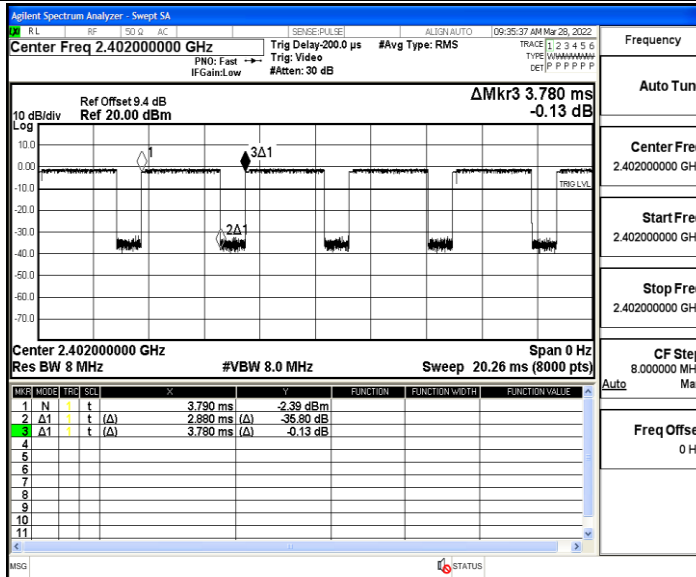 Agilent Spectrum Analyzer - Swept SA
RL RF 50 Ω AC SENSE:PULSE ALIGN AUTO 09:35:37 AM Mar 28, 2022
Center Freq 2.402000000 GHz
PNO: Fast
IFGain:Low
Trig Delay-200.0 µs
Trig: Video
#Atten: 30 dB
#Avg Type: RMS
TRACE 1 2 3 4 5 6
TYPE
DET P P P P P P
ΔMkr3 3.780 ms
-0.13 dB
Ref Offset 9.4 dB
10 dB/div Ref 20.00 dBm
Log
10.0
0.00
-10.0
-20.0
-30.0
-40.0
-50.0
-60.0
-70.0
1
3Δ1
2Δ1
TRIG LVL
Center 2.402000000 GHz Span 0 Hz
Res BW 8 MHz #VBW 8.0 MHz Sweep 20.26 ms (8000 pts)
MKR MODE TRC SCL X Y FUNCTION FUNCTION WIDTH FUNCTION VALUE
1 N 1 t 3.790 ms -2.39 dBm
2 Δ1 1 t (Δ) 2.880 ms (Δ) -35.80 dB
3 Δ1 1 t (Δ) 3.780 ms (Δ) -0.13 dB
4
5
6
7
8
9
10
11
MSG STATUS
Frequency
Auto Tun
Center Fre
2.402000000 GH
Start Fre
2.402000000 GH
Stop Fre
2.402000000 GH
CF Step
8.000000 MH
Auto Ma
Freq Offse
0 H